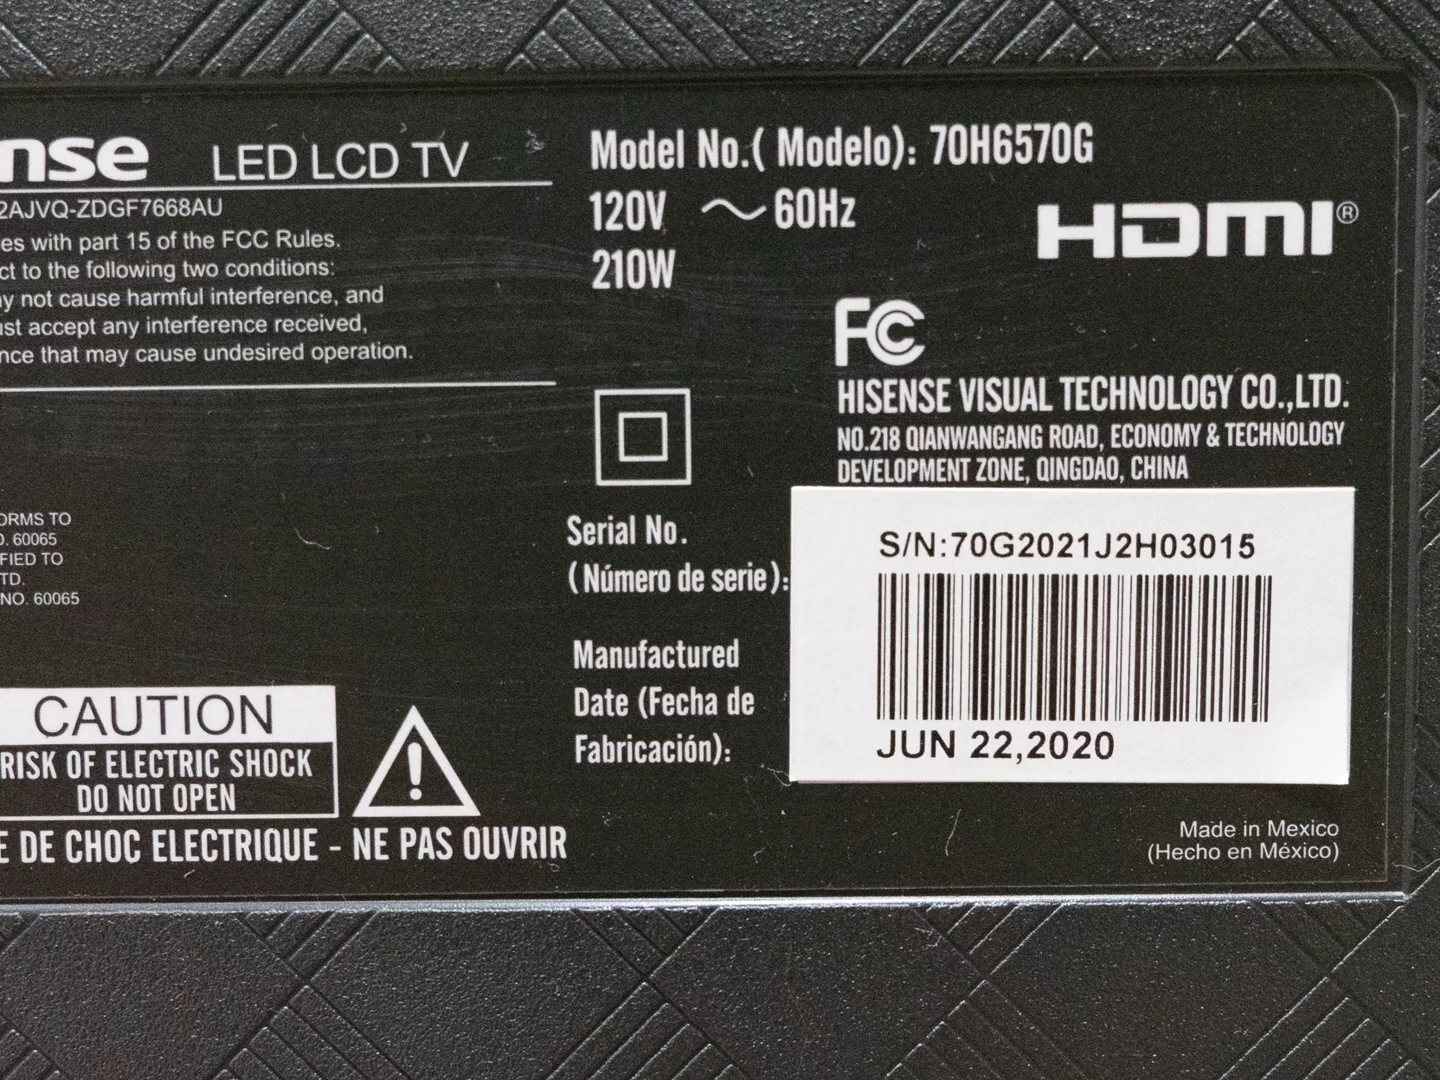 nse LED LCD TV
2AJVQ-ZDGF7668AU
es with part 15 of the FCC Rules.
ct to the following two conditions:
ay not cause harmful interference, and
ust accept any interference received,
nce that may cause undesired operation.
ORMS TO
O. 60065
FIED TO
TD.
NO. 60065
CAUTION
RISK OF ELECTRIC SHOCK
DO NOT OPEN
E DE CHOC ELECTRIQUE - NE PAS OUVRIR
Model No.( Modelo): 70H6570G
120V ~ 60Hz
210W
HDMI®
FC
HISENSE VISUAL TECHNOLOGY CO.,LTD.
NO.218 QIANWANGANG ROAD, ECONOMY & TECHNOLOGY
DEVELOPMENT ZONE, QINGDAO, CHINA
Serial No.
(Número de serie):
S/N:70G2021J2H03015
Manufactured
Date (Fecha de
Fabricación):
JUN 22,2020
Made in Mexico
(Hecho en México)